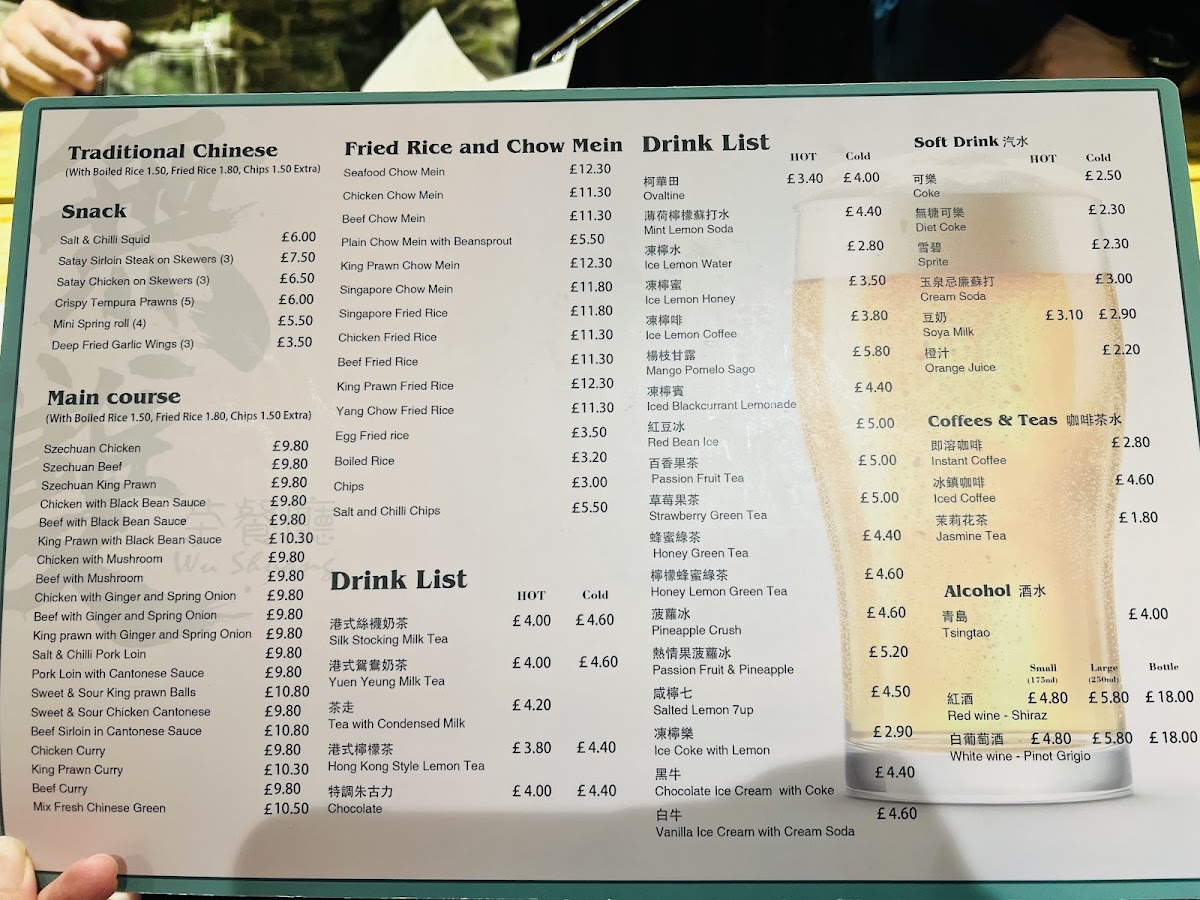 Traditional Chinese
(With Boiled Rice 1.50, Fried Rice 1.80, Chips 1.50 Extra)
Snack
Salt & Chilli Squid £6.00
Satay Sirloin Steak on Skewers (3) £7.50
Satay Chicken on Skewers (3) £6.50
Crispy Tempura Prawns (5) £6.00
Mini Spring roll (4) £5.50
Deep Fried Garlic Wings (3) £3.50
Main course
(With Boiled Rice 1.50, Fried Rice 1.80, Chips 1.50 Extra)
Szechuan Chicken £9.80
Szechuan Beef £9.80
Szechuan King Prawn £9.80
Chicken with Black Bean Sauce £9.80
Beef with Black Bean Sauce £9.80
King Prawn with Black Bean Sauce £10.30
Chicken with Mushroom £9.80
Beef with Mushroom £9.80
Chicken with Ginger and Spring Onion £9.80
Beef with Ginger and Spring Onion £9.80
King prawn with Ginger and Spring Onion £9.80
Salt & Chilli Pork Loin £9.80
Pork Loin with Cantonese Sauce £9.80
Sweet & Sour King prawn Balls £10.80
Sweet & Sour Chicken Cantonese £9.80
Beef Sirloin in Cantonese Sauce £10.80
Chicken Curry £9.80
King Prawn Curry £10.30
Beef Curry £9.80
Mix Fresh Chinese Green £10.50
茶餐廳
Fried Rice and Chow Mein
Seafood Chow Mein £12.30
Chicken Chow Mein £11.30
Beef Chow Mein £11.30
Plain Chow Mein with Beansprout £5.50
King Prawn Chow Mein £12.30
Singapore Chow Mein £11.80
Singapore Fried Rice £11.80
Chicken Fried Rice £11.30
Beef Fried Rice £11.30
King Prawn Fried Rice £12.30
Yang Chow Fried Rice £11.30
Egg Fried rice £3.50
Boiled Rice £3.20
Chips £3.00
Salt and Chilli Chips £5.50
Drink List
HOT Cold
港式絲襪奶茶 £4.00 £4.60
Silk Stocking Milk Tea
港式鴛鴦奶茶 £4.00 £4.60
Yuen Yeung Milk Tea
茶走 £4.20
Tea with Condensed Milk
港式檸檬茶 £3.80 £4.40
Hong Kong Style Lemon Tea
特調朱古力 £4.00 £4.40
Chocolate
Drink List
HOT Cold
柯華田 £3.40 £4.00
Ovaltine
薄荷檸檬蘇打水 £4.40
Mint Lemon Soda
凍檸水 £2.80
Ice Lemon Water
凍檸蜜 £3.50
Ice Lemon Honey
凍檸啡 £3.80
Ice Lemon Coffee
楊枝甘露 £5.80
Mango Pomelo Sago
凍檸賓 £4.40
Iced Blackcurrant Lemonade
紅豆冰 £5.00
Red Bean Ice
百香果茶 £5.00
Passion Fruit Tea
草莓果茶 £5.00
Strawberry Green Tea
蜂蜜綠茶 £4.40
Honey Green Tea
檸檬蜂蜜綠茶 £4.60
Honey Lemon Green Tea
菠蘿冰 £4.60
Pineapple Crush
熱情果菠蘿冰 £5.20
Passion Fruit & Pineapple
咸檸七 £4.50
Salted Lemon 7up
凍檸樂 £2.90
Ice Coke with Lemon
黑牛 £4.40
Chocolate Ice Cream with Coke
白牛 £4.60
Vanilla Ice Cream with Cream Soda
Soft Drink 汽水
HOT Cold
可樂 £2.50
Coke
無糖可樂 £2.30
Diet Coke
雪碧 £2.30
Sprite
玉泉忌廉蘇打 £3.00
Cream Soda
豆奶 £3.10 £2.90
Soya Milk
橙汁 £2.20
Orange Juice
Coffees & Teas 咖啡茶水
即溶咖啡 £2.80
Instant Coffee
冰鎮咖啡 £4.60
Iced Coffee
茉莉花茶 £1.80
Jasmine Tea
Alcohol 酒水
青島 £4.00
Tsingtao
Small Large Bottle
(175ml) (250ml)
紅酒 £4.80 £5.80 £18.00
Red wine - Shiraz
白葡萄酒 £4.80 £5.80 £18.00
White wine - Pinot Grigio